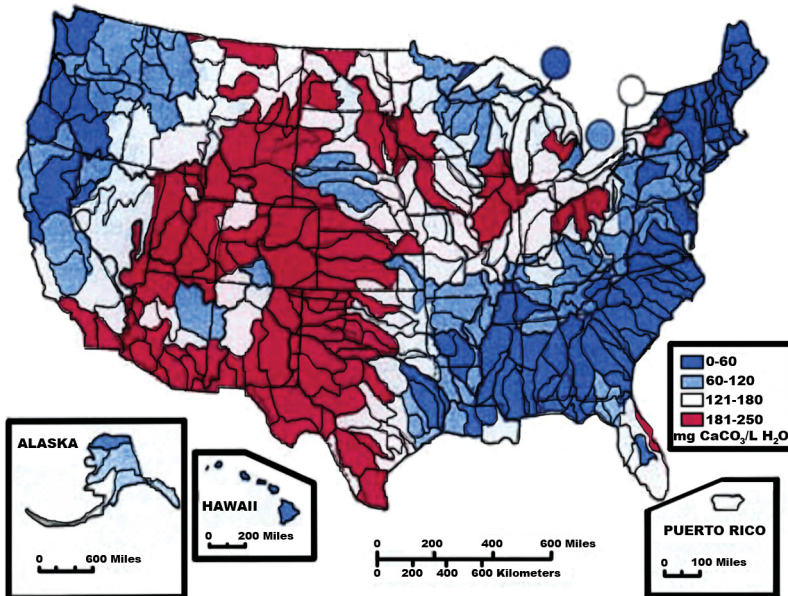 0-60
60-120
121-180
181-250
mg CaCO₃/L H₂O
ALASKA
0 600 Miles
HAWAII
0 200 Miles
0 200 400 600 Miles
0 200 400 600 Kilometers
PUERTO RICO
0 100 Miles